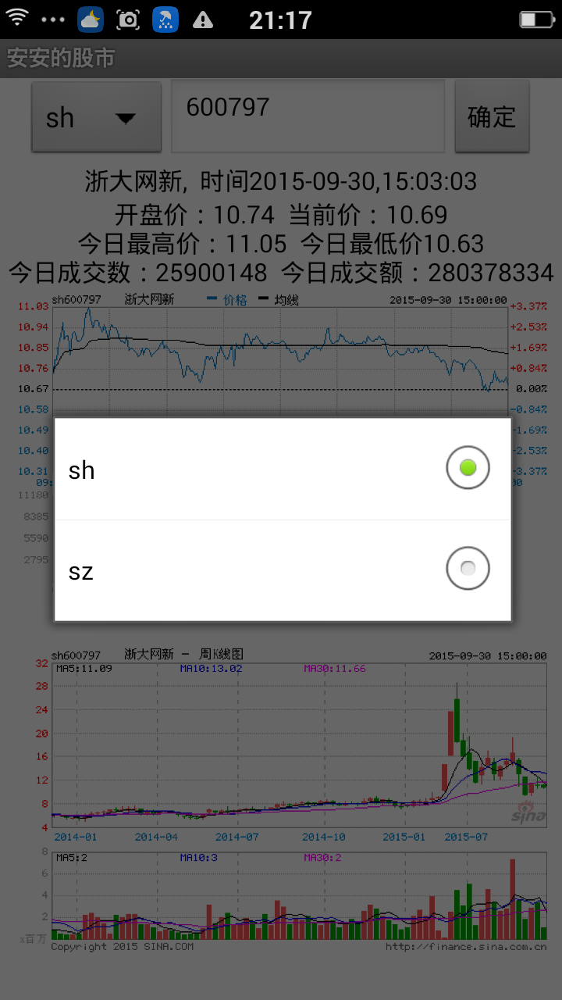 21:17
安安的股市
sh 600797 确定
浙大网新, 时间2015-09-30,15:03:03
开盘价：10.74 当前价：10.69
今日最高价：11.05 今日最低价10.63
今日成交数：25900148 今日成交额：280378334
sh600797 浙大网新 价格 均线 2015-09-30 15:00:00
11.03 +3.37%
10.94 +2.53%
10.85 +1.69%
10.76 +0.84%
10.67 0.00%
10.58 -0.84%
10.49 -1.69%
10.40 -2.53%
10.31 -3.37%
09:
11180
8385
5590
2795
sh
sz
sh600797 浙大网新 - 周K线图 2015-09-30 15:00:00
MA5:11.09 MA10:13.02 MA30:11.66
32
28
24
20
16
12
8
4
sina
2014-01 2014-04 2014-07 2014-10 2015-01 2015-07
MA5:2 MA10:3 MA30:2
8
6
4
2
x百万
Copyright 2015 SINA.COM http://finance.sina.com.cn